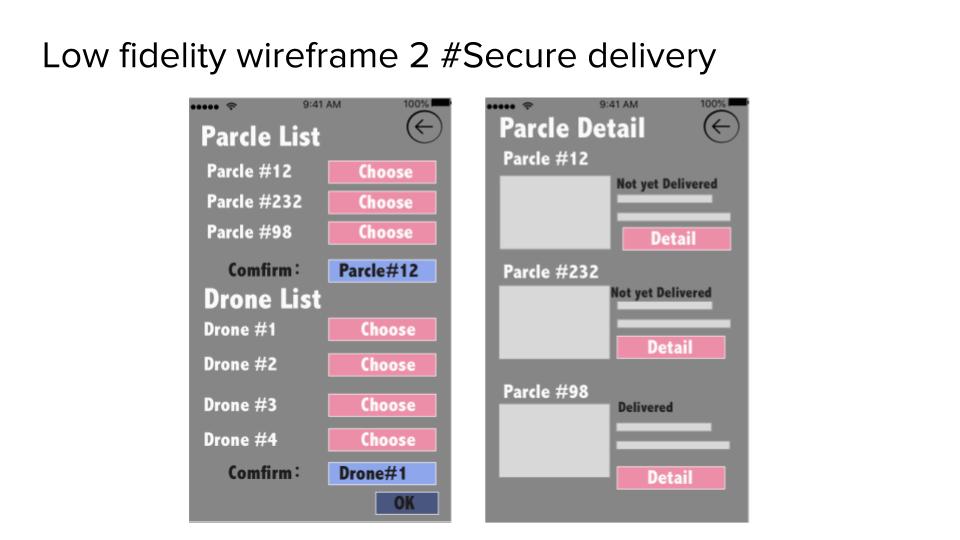 Low fidelity wireframe 2 #Secure delivery
9:41 AM 100%
Parcle List
Parcle #12 Choose
Parcle #232 Choose
Parcle #98 Choose
Comfirm: Parcle#12
Drone List
Drone #1 Choose
Drone #2 Choose
Drone #3 Choose
Drone #4 Choose
Comfirm: Drone#1
OK
9:41 AM 100%
Parcle Detail
Parcle #12
Not yet Delivered
Detail
Parcle #232
Not yet Delivered
Detail
Parcle #98
Delivered
Detail